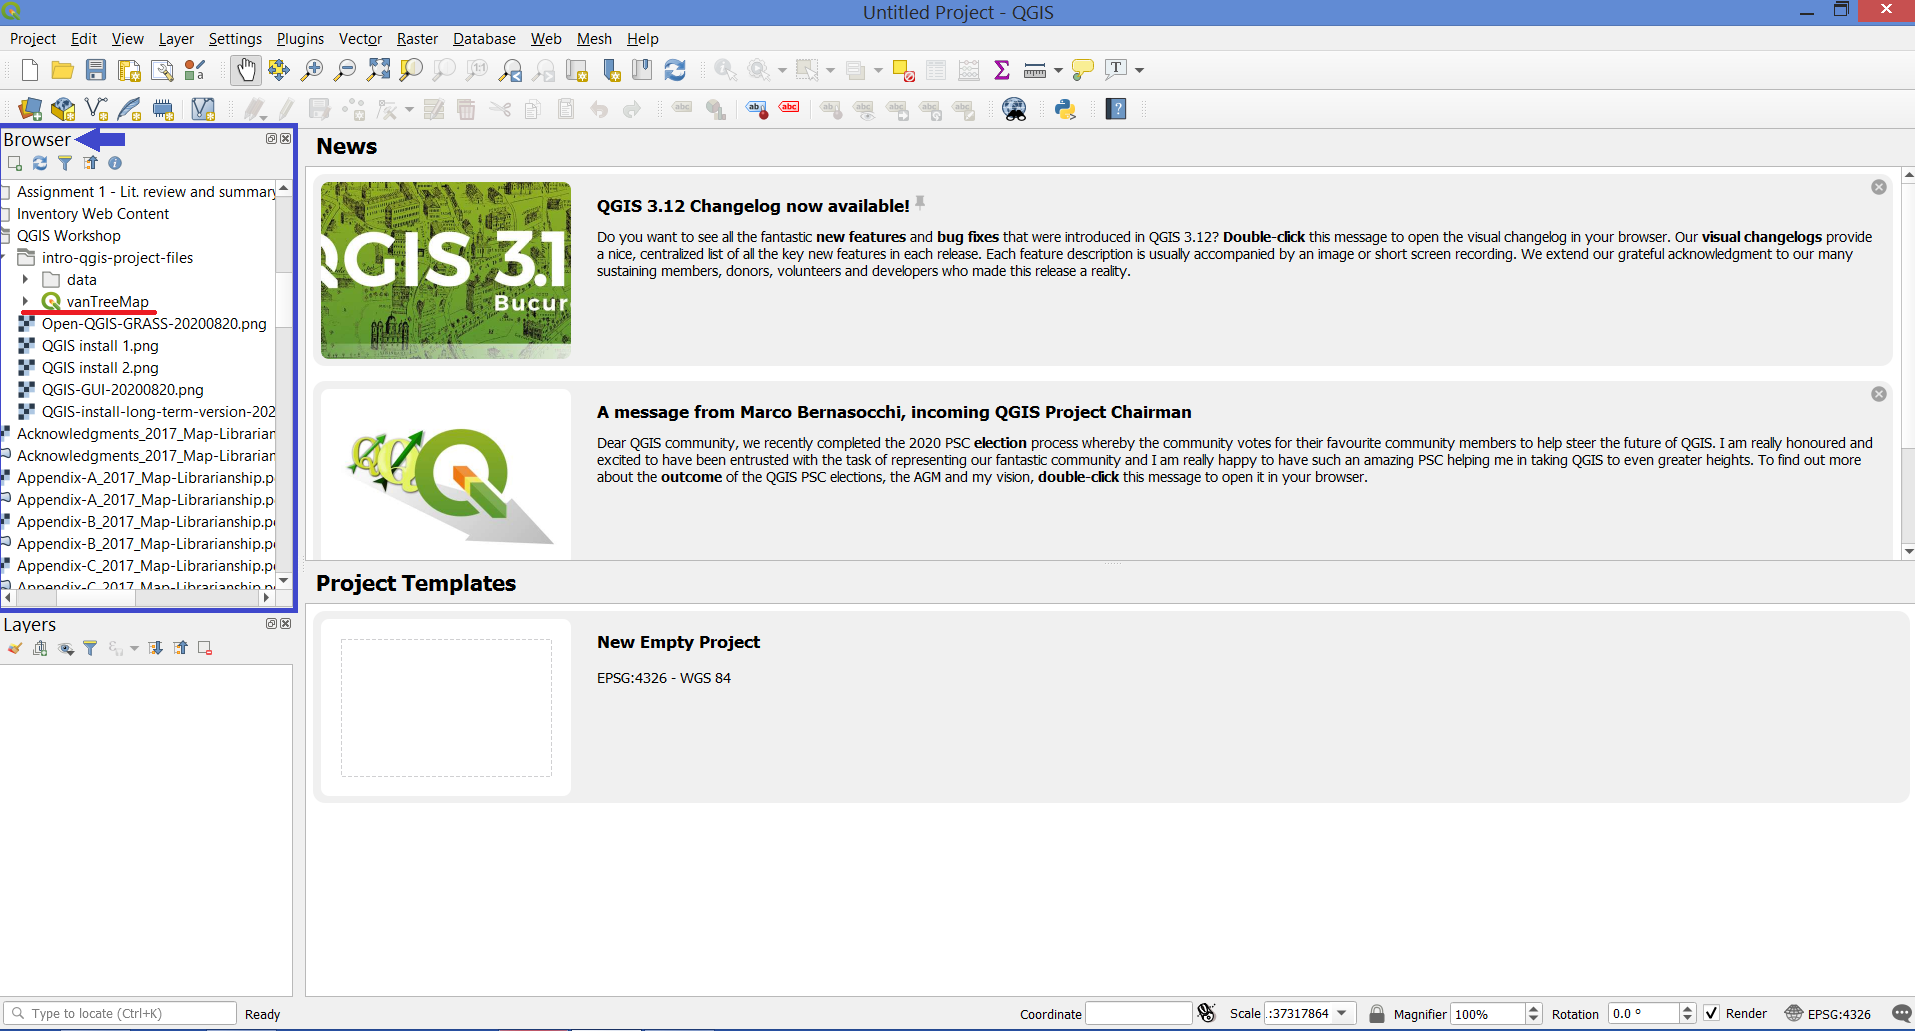 Untitled Project - QGIS
Project Edit View Layer Settings Plugins Vector Raster Database Web Mesh Help
Browser
Assignment 1 - Lit. review and summary
Inventory Web Content
QGIS Workshop
intro-qgis-project-files
data
vanTreeMap
Open-QGIS-GRASS-20200820.png
QGIS install 1.png
QGIS install 2.png
QGIS-GUI-20200820.png
QGIS-install-long-term-version-202
Acknowledgments_2017_Map-Librarian
Acknowledgments_2017_Map-Librarian
Appendix-A_2017_Map-Librarianship.p
Appendix-A_2017_Map-Librarianship.p
Appendix-B_2017_Map-Librarianship.p
Appendix-B_2017_Map-Librarianship.p
Appendix-C_2017_Map-Librarianship.p
Appendix-C_2017_Map-Librarianship.p
Layers
News
QGIS 3.1
Bucur
QGIS 3.12 Changelog now available!
Do you want to see all the fantastic new features and bug fixes that were introduced in QGIS 3.12? Double-click this message to open the visual changelog in your browser. Our visual changelogs provide
a nice, centralized list of all the key new features in each release. Each feature description is usually accompanied by an image or short screen recording. We extend our grateful acknowledgment to our many
sustaining members, donors, volunteers and developers who made this release a reality.
A message from Marco Bernasocchi, incoming QGIS Project Chairman
Dear QGIS community, we recently completed the 2020 PSC election process whereby the community votes for their favourite community members to help steer the future of QGIS. I am really honoured and
excited to have been entrusted with the task of representing our fantastic community and I am really happy to have such an amazing PSC helping me in taking QGIS to even greater heights. To find out more
about the outcome of the QGIS PSC elections, the AGM and my vision, double-click this message to open it in your browser.
Project Templates
New Empty Project
EPSG:4326 - WGS 84
Type to locate (Ctrl+K) Ready Coordinate Scale :37317864 Magnifier 100% Rotation 0.0 ° Render EPSG:4326